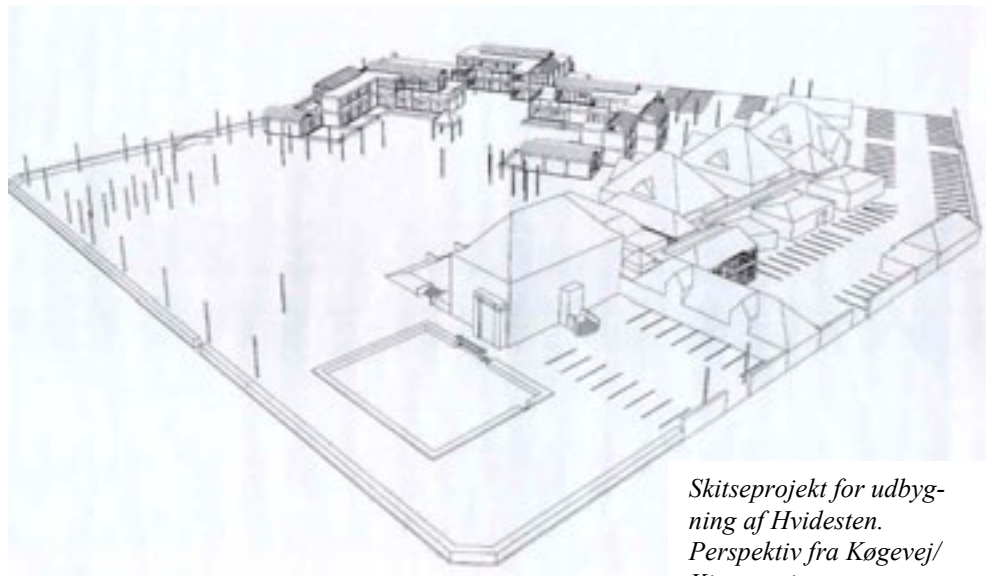 Skitseprojekt for udbyg-
ning af Hvidesten.
Perspektiv fra Køgevej/